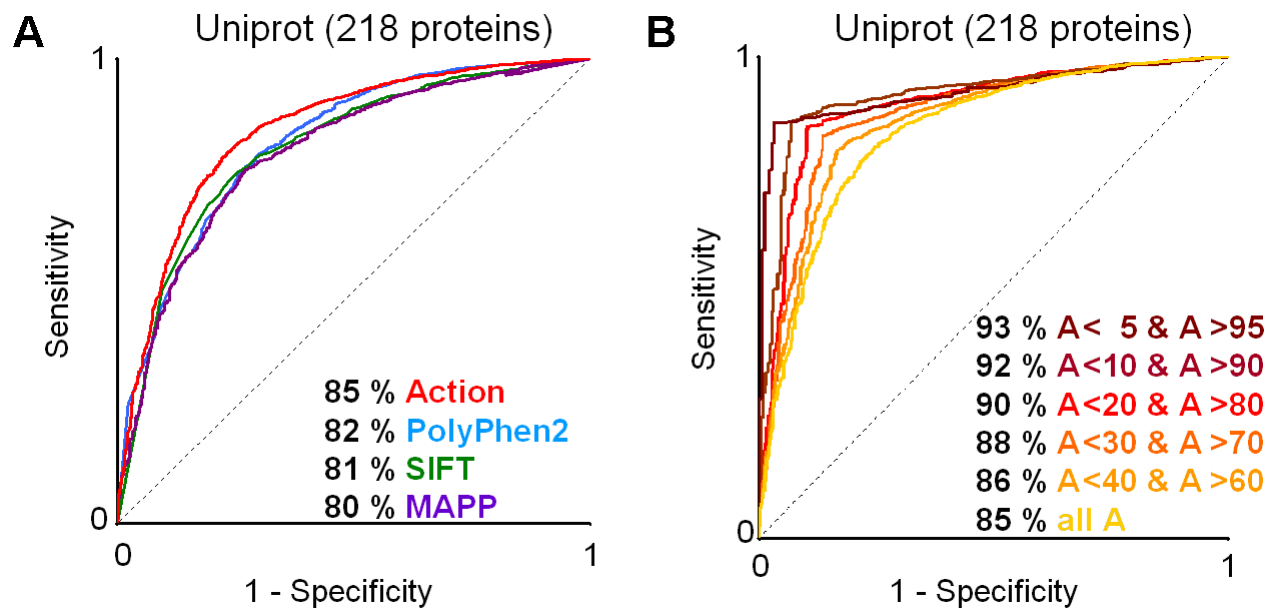 A
Uniprot (218 proteins)
1
Sensitivity
85 % Action
82 % PolyPhen2
81 % SIFT
80 % MAPP
0
0
1
1 - Specificity
B
Uniprot (218 proteins)
1
Sensitivity
93 % A< 5 & A >95
92 % A<10 & A >90
90 % A<20 & A >80
88 % A<30 & A >70
86 % A<40 & A >60
85 % all A
0
0
1
1 - Specificity